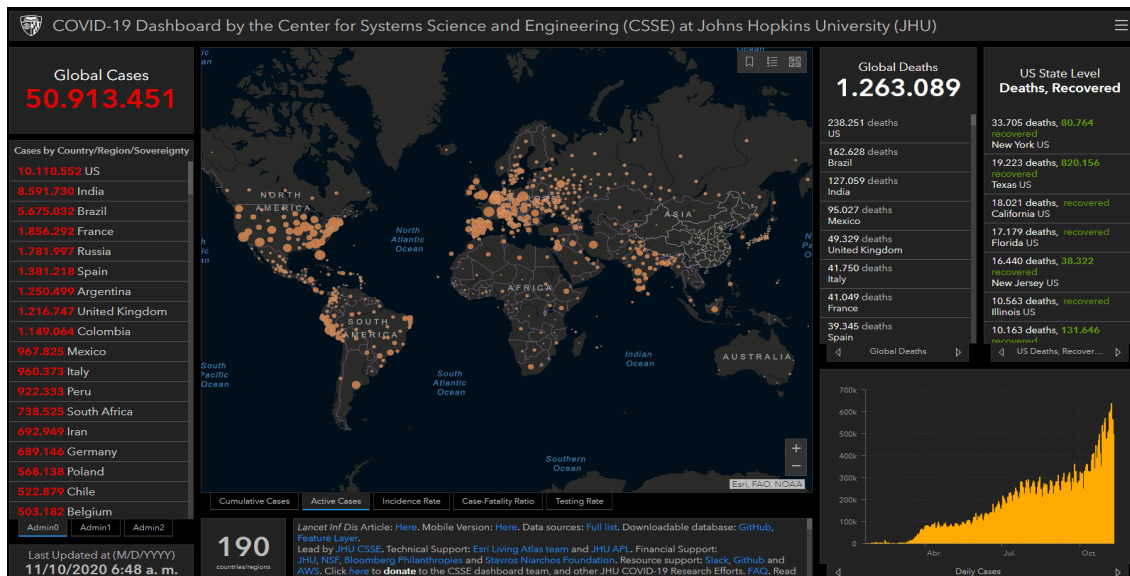 COVID-19 Dashboard by the Center for Systems Science and Engineering (CSSE) at Johns Hopkins University (JHU)
Global Cases
50.913.451
Cases by Country/Region/Sovereignty
10.110.552 US
8.591.730 India
5.675.032 Brazil
1.856.292 France
1.781.997 Russia
1.381.218 Spain
1.250.499 Argentina
1.216.747 United Kingdom
1.149.064 Colombia
967.825 Mexico
960.373 Italy
922.333 Peru
738.525 South Africa
692.949 Iran
689.146 Germany
568.138 Poland
522.879 Chile
503.182 Belgium
Admin0 Admin1 Admin2
Last Updated at (M/D/YYYY)
11/10/2020 6:48 a. m.
Ocean
NORTH
AMERICA
North
Atlantic
Ocean
EUROPE
ASIA
AFRICA
SOUTH
AMERICA
South
Pacific
Ocean
South
Atlantic
Ocean
Indian
Ocean
AUSTRALIA
Southern
Ocean
+
−
Esri, FAO, NOAA
Cumulative Cases Active Cases Incidence Rate Case-Fatality Ratio Testing Rate
190
countries/regions
Lancet Inf Dis Article: Here. Mobile Version: Here. Data sources: Full list. Downloadable database: GitHub,
Feature Layer.
Lead by JHU CSSE. Technical Support: Esri Living Atlas team and JHU APL. Financial Support:
JHU, NSF, Bloomberg Philanthropies and Stavros Niarchos Foundation. Resource support: Slack, Github and
AWS. Click here to donate to the CSSE dashboard team, and other JHU COVID-19 Research Efforts. FAQ. Read
Global Deaths
1.263.089
238.251 deaths
US
162.628 deaths
Brazil
127.059 deaths
India
95.027 deaths
Mexico
49.329 deaths
United Kingdom
41.750 deaths
Italy
41.049 deaths
France
39.345 deaths
Spain
Global Deaths
US State Level
Deaths, Recovered
33.705 deaths, 80.764
recovered
New York US
19.223 deaths, 820.156
recovered
Texas US
18.021 deaths, recovered
California US
17.179 deaths, recovered
Florida US
16.440 deaths, 38.322
recovered
New Jersey US
10.563 deaths, recovered
Illinois US
10.163 deaths, 131.646
recovered
US Deaths, Recover...
700k
600k
500k
400k
300k
200k
100k
0
Abr. Jul. Oct.
Daily Cases